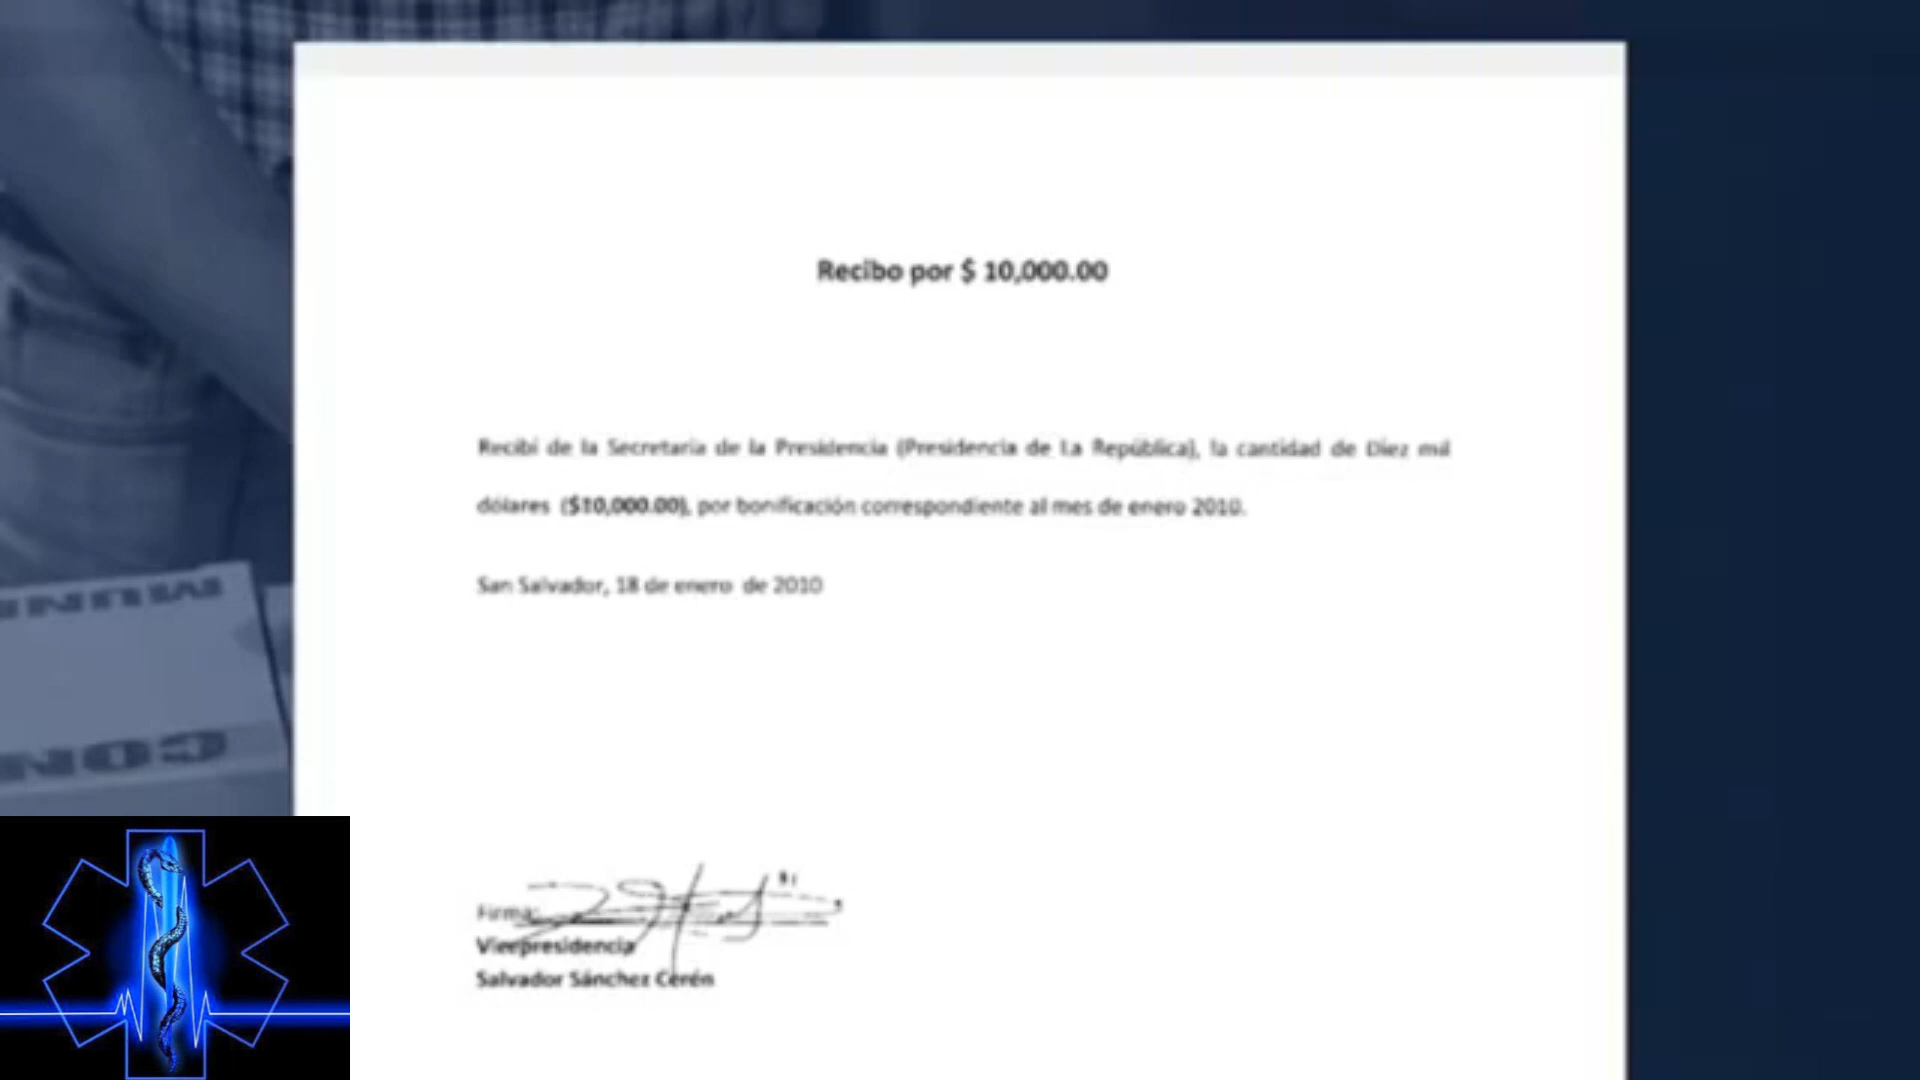 Recibo por $ 10,000.00
Recibí de la Secretaría de la Presidencia (Presidencia de La República), la cantidad de Diez mil
dólares ($10,000.00), por bonificación correspondiente al mes de enero 2010.
San Salvador, 18 de enero de 2010
Firma:
Vicepresidencia
Salvador Sánchez Cerén